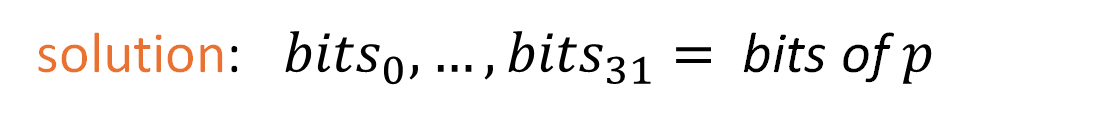 solution: bits₀, … , bits₃₁ = bits of p